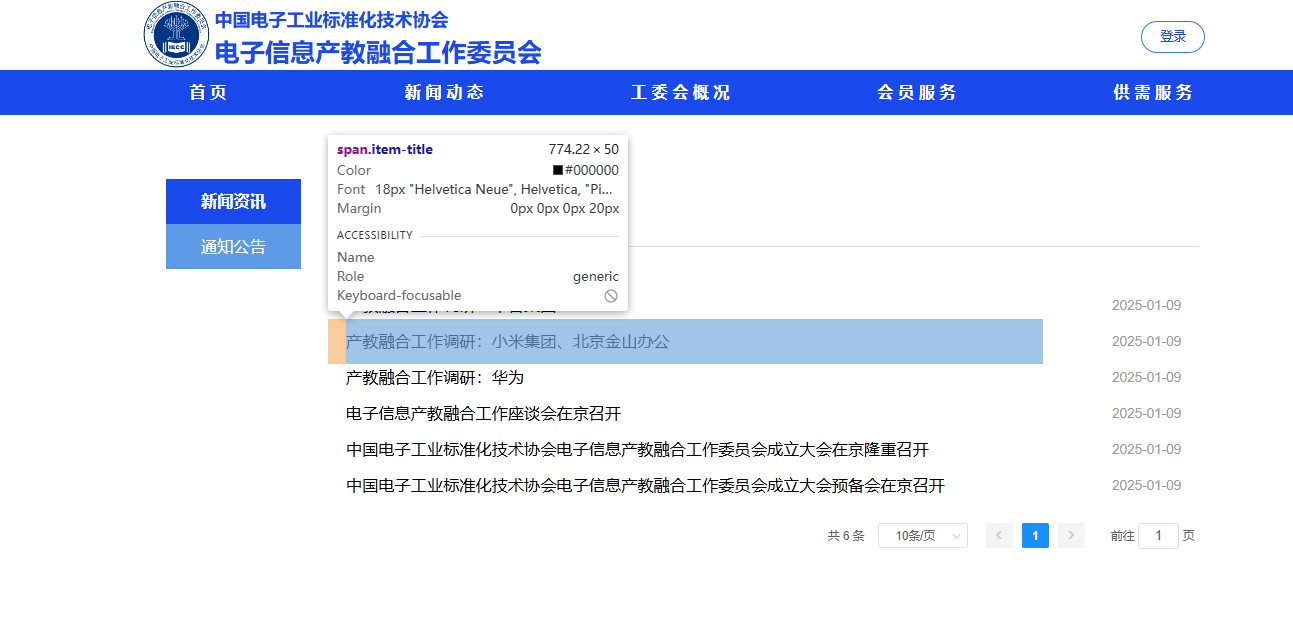 中国电子工业标准化技术协会
电子信息产教融合工作委员会
登录
首页 新闻动态 工委会概况 会员服务 供需服务
新闻资讯
通知公告
span.item-title 774.22 × 50
Color #000000
Font 18px "Helvetica Neue", Helvetica, "Pi...
Margin 0px 0px 0px 20px
ACCESSIBILITY
Name
Role generic
Keyboard-focusable
2025-01-09
产教融合工作调研：小米集团、北京金山办公 2025-01-09
产教融合工作调研：华为 2025-01-09
电子信息产教融合工作座谈会在京召开 2025-01-09
中国电子工业标准化技术协会电子信息产教融合工作委员会成立大会在京隆重召开 2025-01-09
中国电子工业标准化技术协会电子信息产教融合工作委员会成立大会预备会在京召开 2025-01-09
共 6 条 10条/页 1 前往 1 页